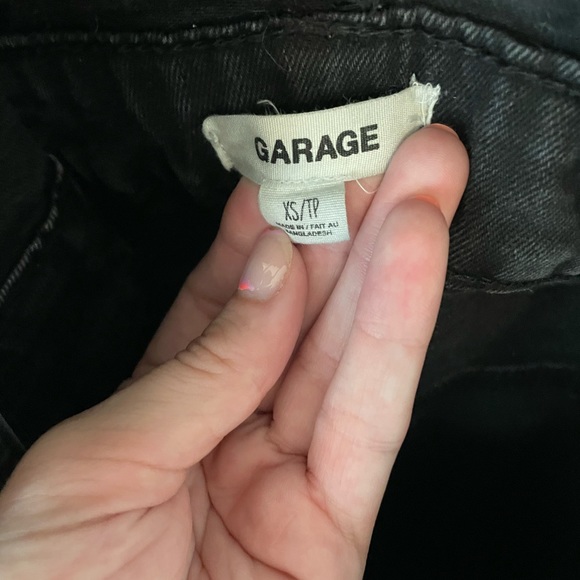 GARAGE
XS/TP
MADE IN / FAIT AU
BANGLADESH